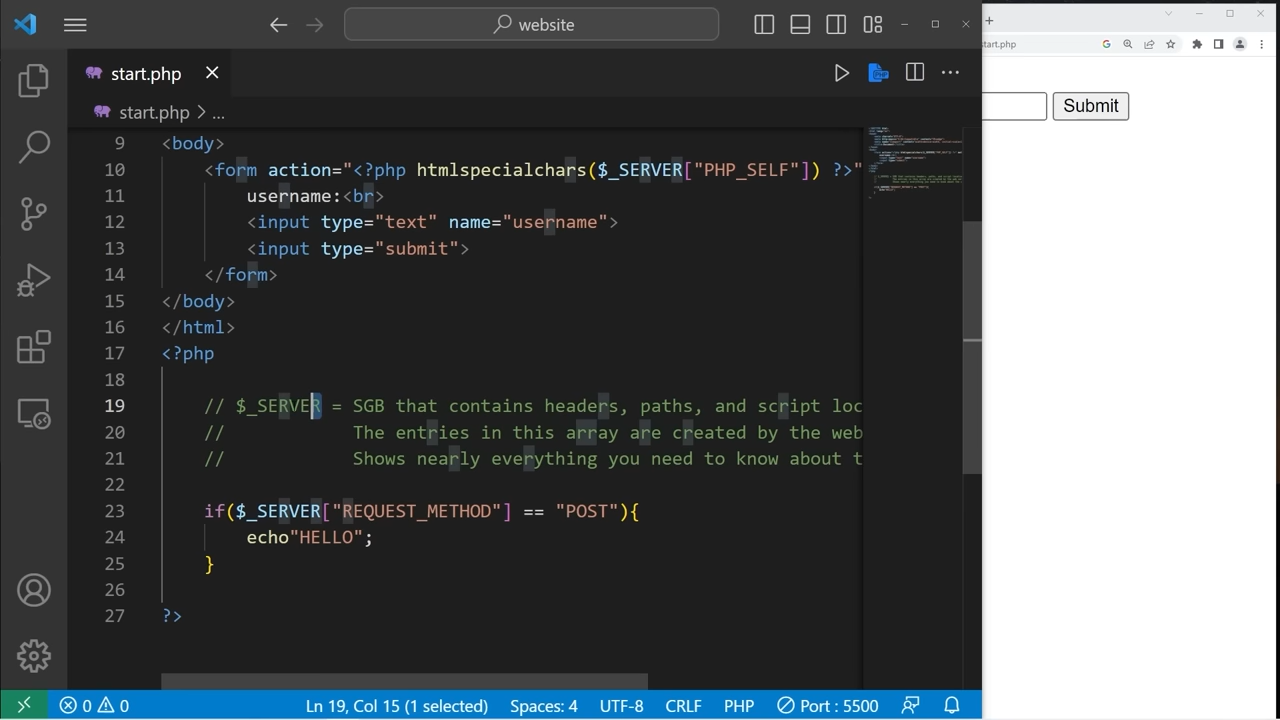 website
start.php
start.php > ...
start.php
Submit
9 <body>
10 <form action="<?php htmlspecialchars($_SERVER["PHP_SELF"]) ?>"
11 username:<br>
12 <input type="text" name="username">
13 <input type="submit">
14 </form>
15 </body>
16 </html>
17 <?php
18
19 // $_SERVER = SGB that contains headers, paths, and script loc
20 // The entries in this array are created by the web
21 // Shows nearly everything you need to know about t
22
23 if($_SERVER["REQUEST_METHOD"] == "POST"){
24 echo"HELLO";
25 }
26
27 ?>
0 0 Ln 19, Col 15 (1 selected) Spaces: 4 UTF-8 CRLF PHP Port : 5500